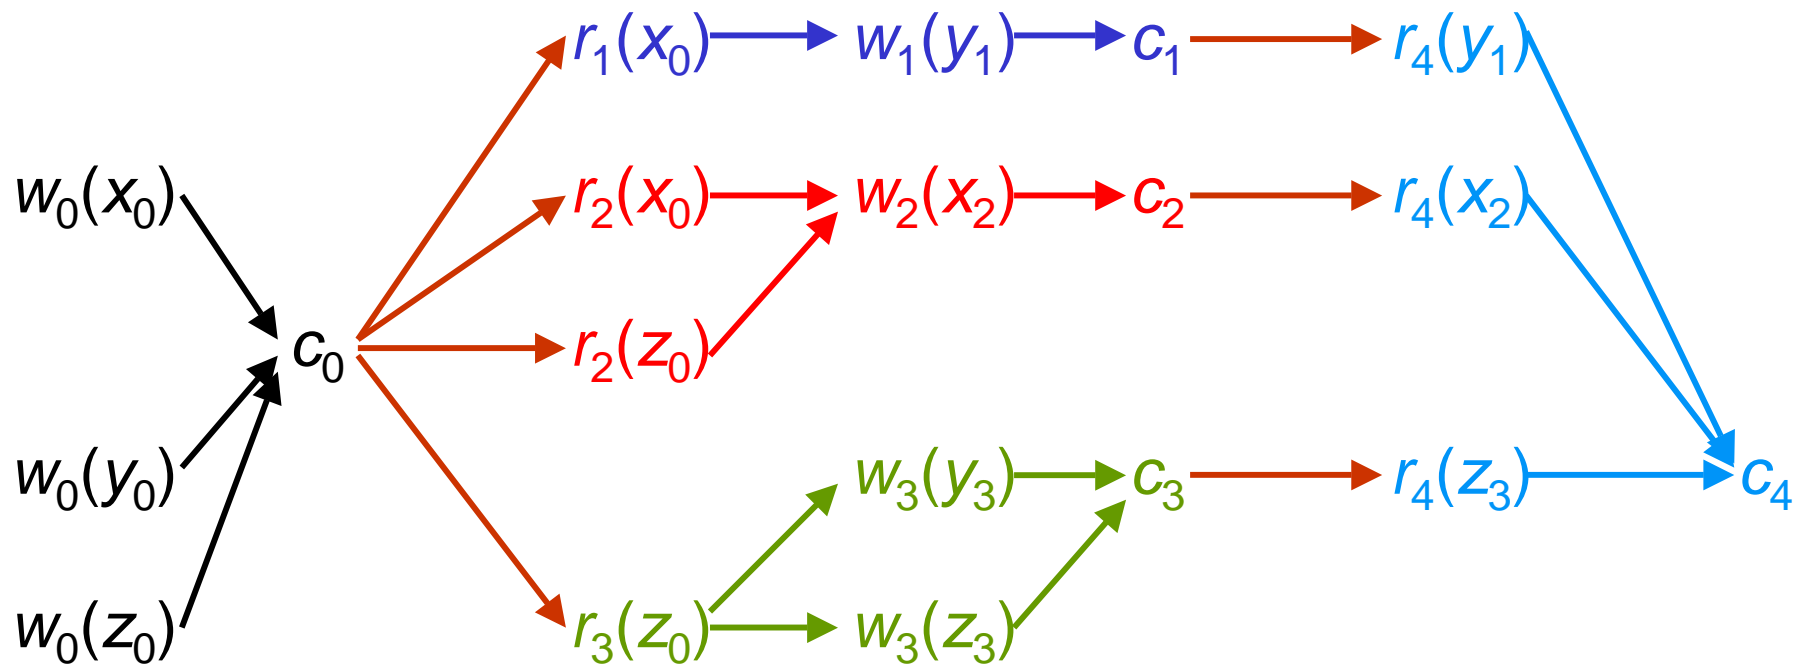 r₁(x₀) w₁(y₁) c₁ r₄(y₁)
w₀(x₀) r₂(x₀) w₂(x₂) c₂ r₄(x₂)
c₀ r₂(z₀)
w₀(y₀) w₃(y₃) c₃ r₄(z₃) c₄
w₀(z₀) r₃(z₀) w₃(z₃)